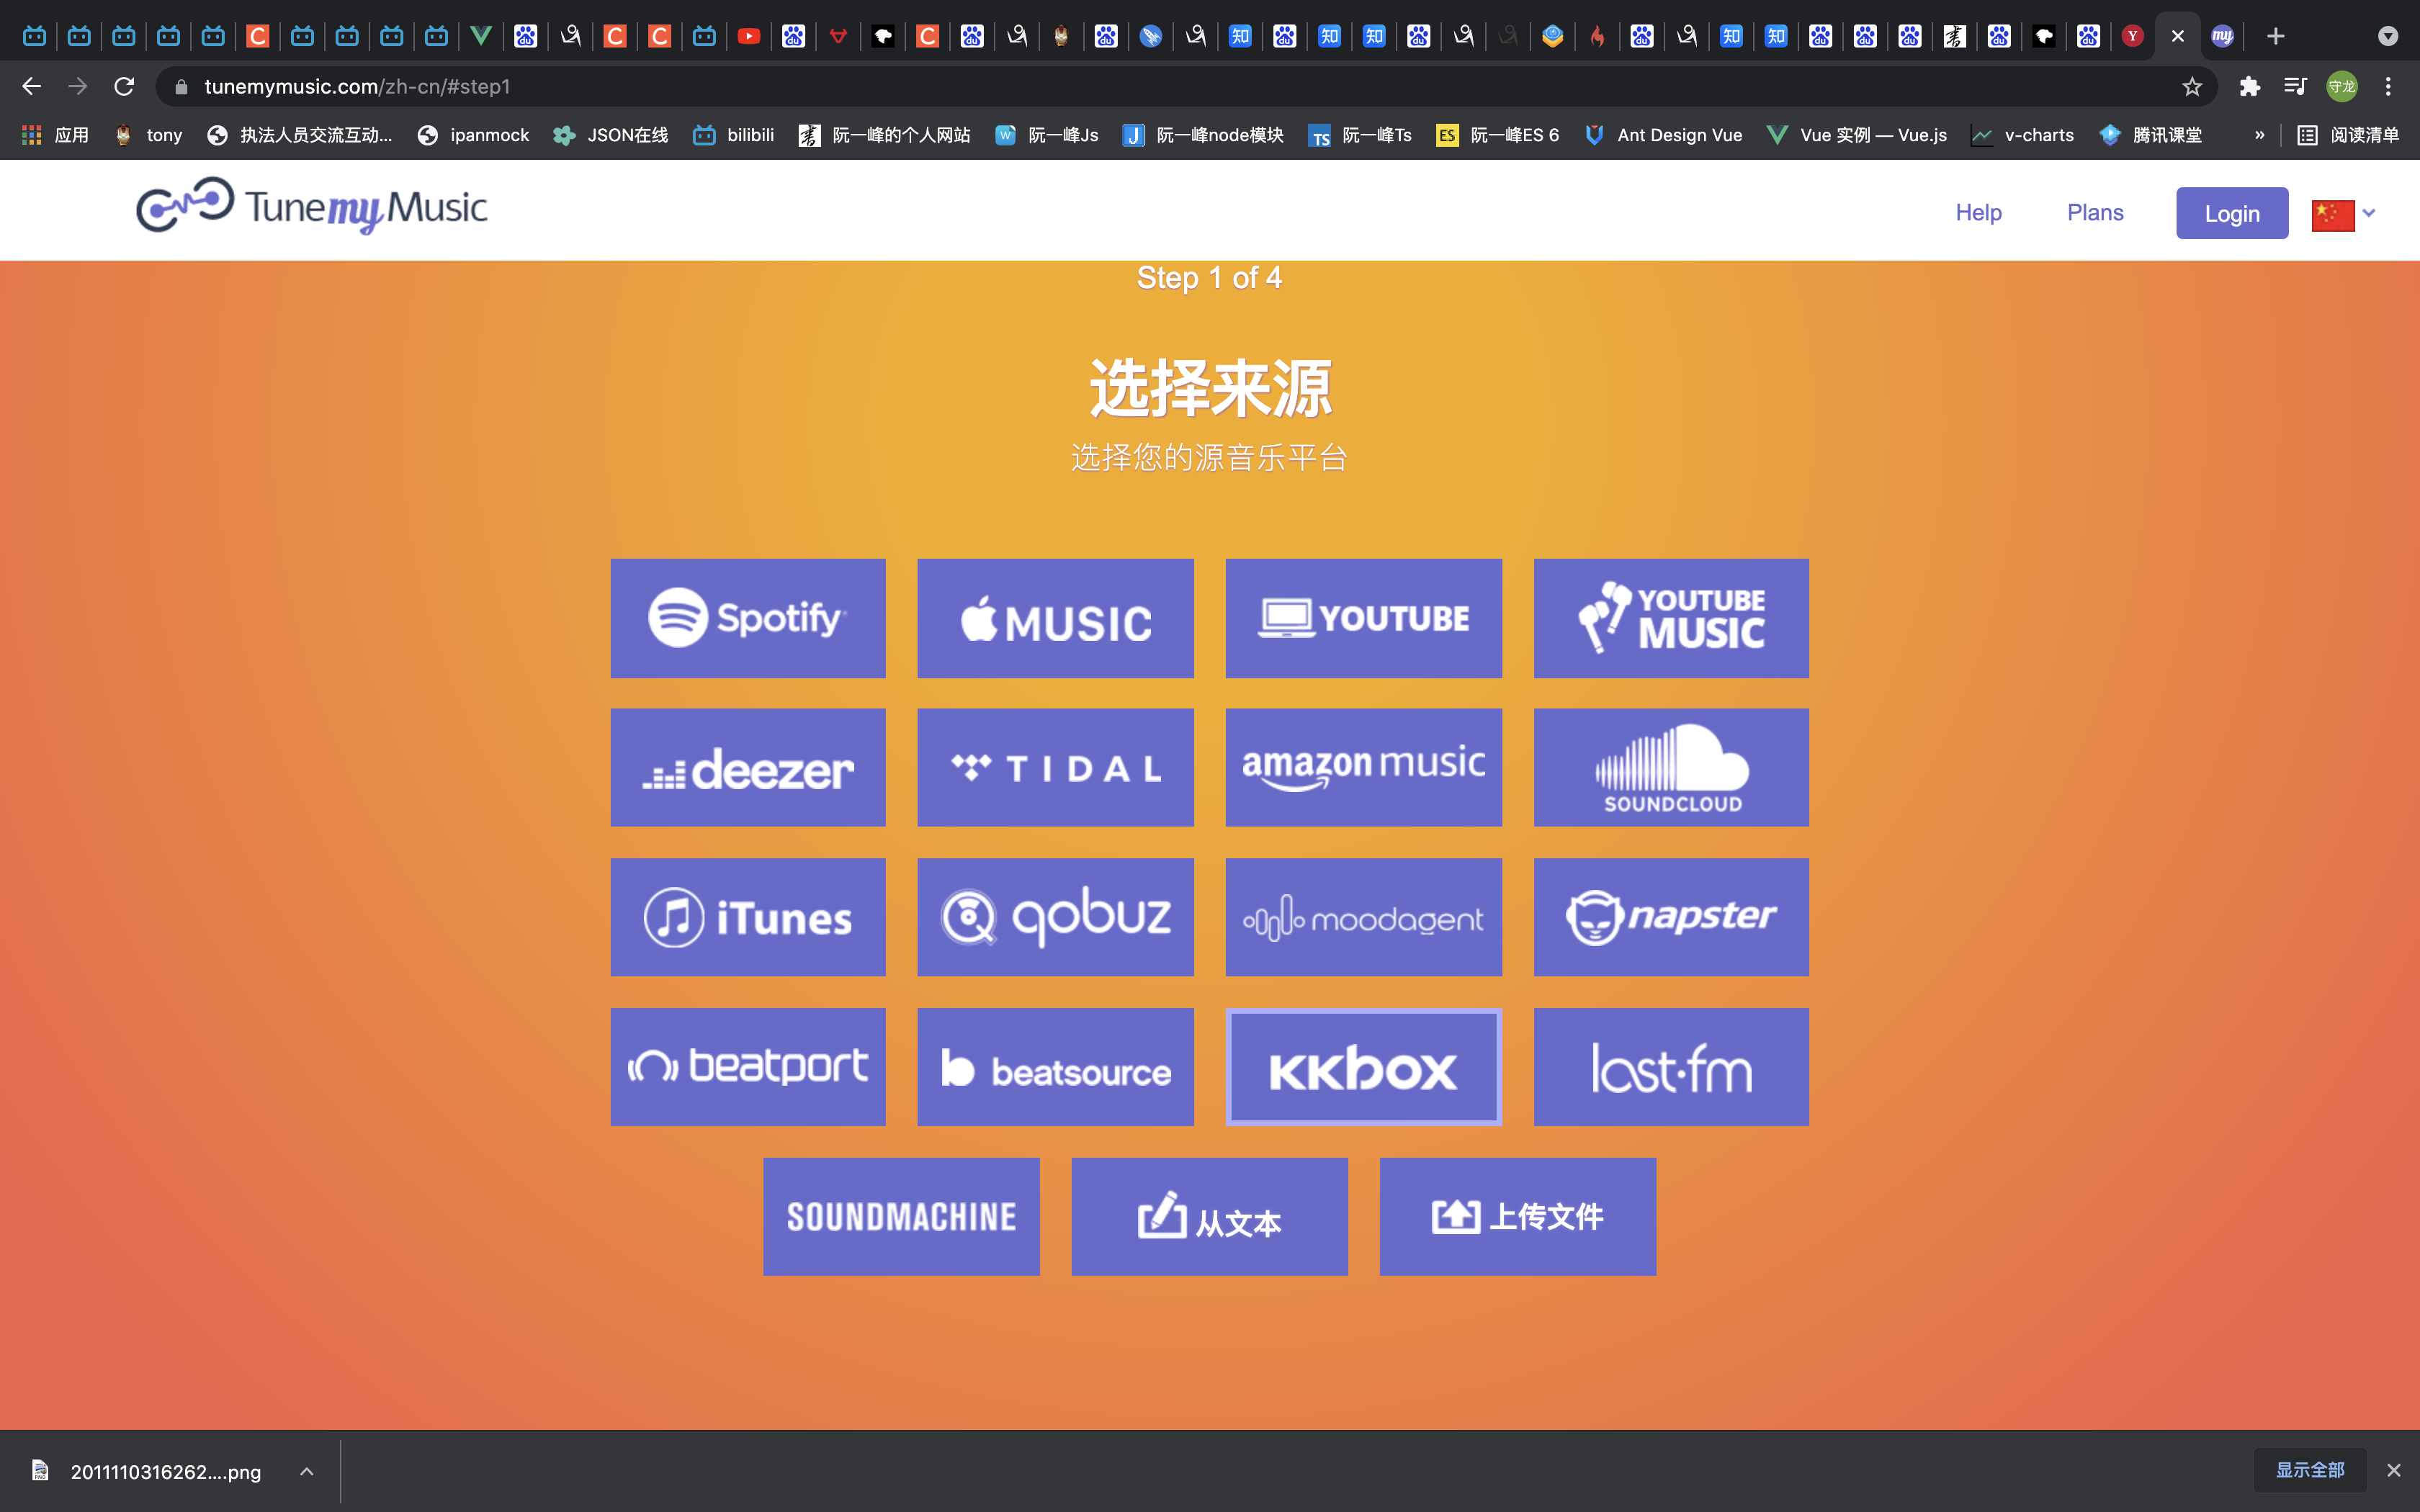 tunemymusic.com/zh-cn/#step1
守龙
应用 tony 执法人员交流互动... ipanmock JSON在线 bilibili 阮一峰的个人网站 阮一峰Js 阮一峰node模块 阮一峰Ts 阮一峰ES 6 Ant Design Vue Vue 实例 — Vue.js v-charts 腾讯课堂 » 阅读清单
Tune my Music
Help Plans Login
Step 1 of 4
选择来源
选择您的源音乐平台
Spotify MUSIC YOUTUBE YOUTUBE MUSIC
deezer TIDAL amazon music SOUNDCLOUD
iTunes qobuz moodagent napster
beatport beatsource KKBOX last.fm
SOUNDMACHINE 从文本 上传文件
2011110316262....png 显示全部